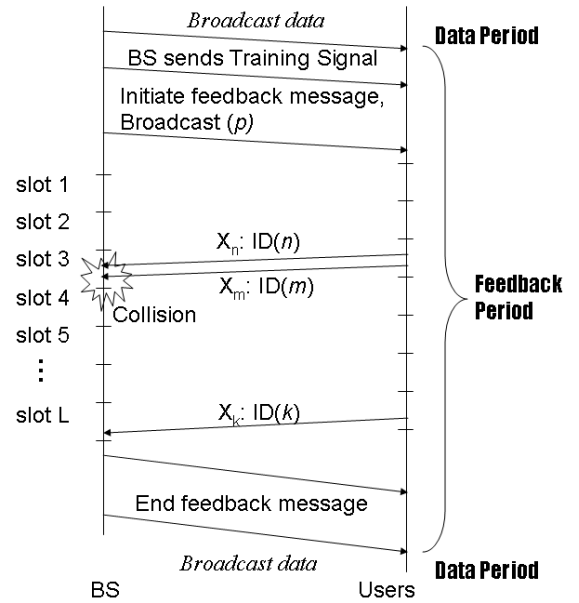 Broadcast data
Data Period
BS sends Training Signal
Initiate feedback message,
Broadcast (p)
slot 1
slot 2
Xn: ID(n)
slot 3
Xm: ID(m)
Feedback
Period
slot 4
Collision
slot 5
⋮
Xk: ID(k)
slot L
End feedback message
Broadcast data
Data Period
BS
Users